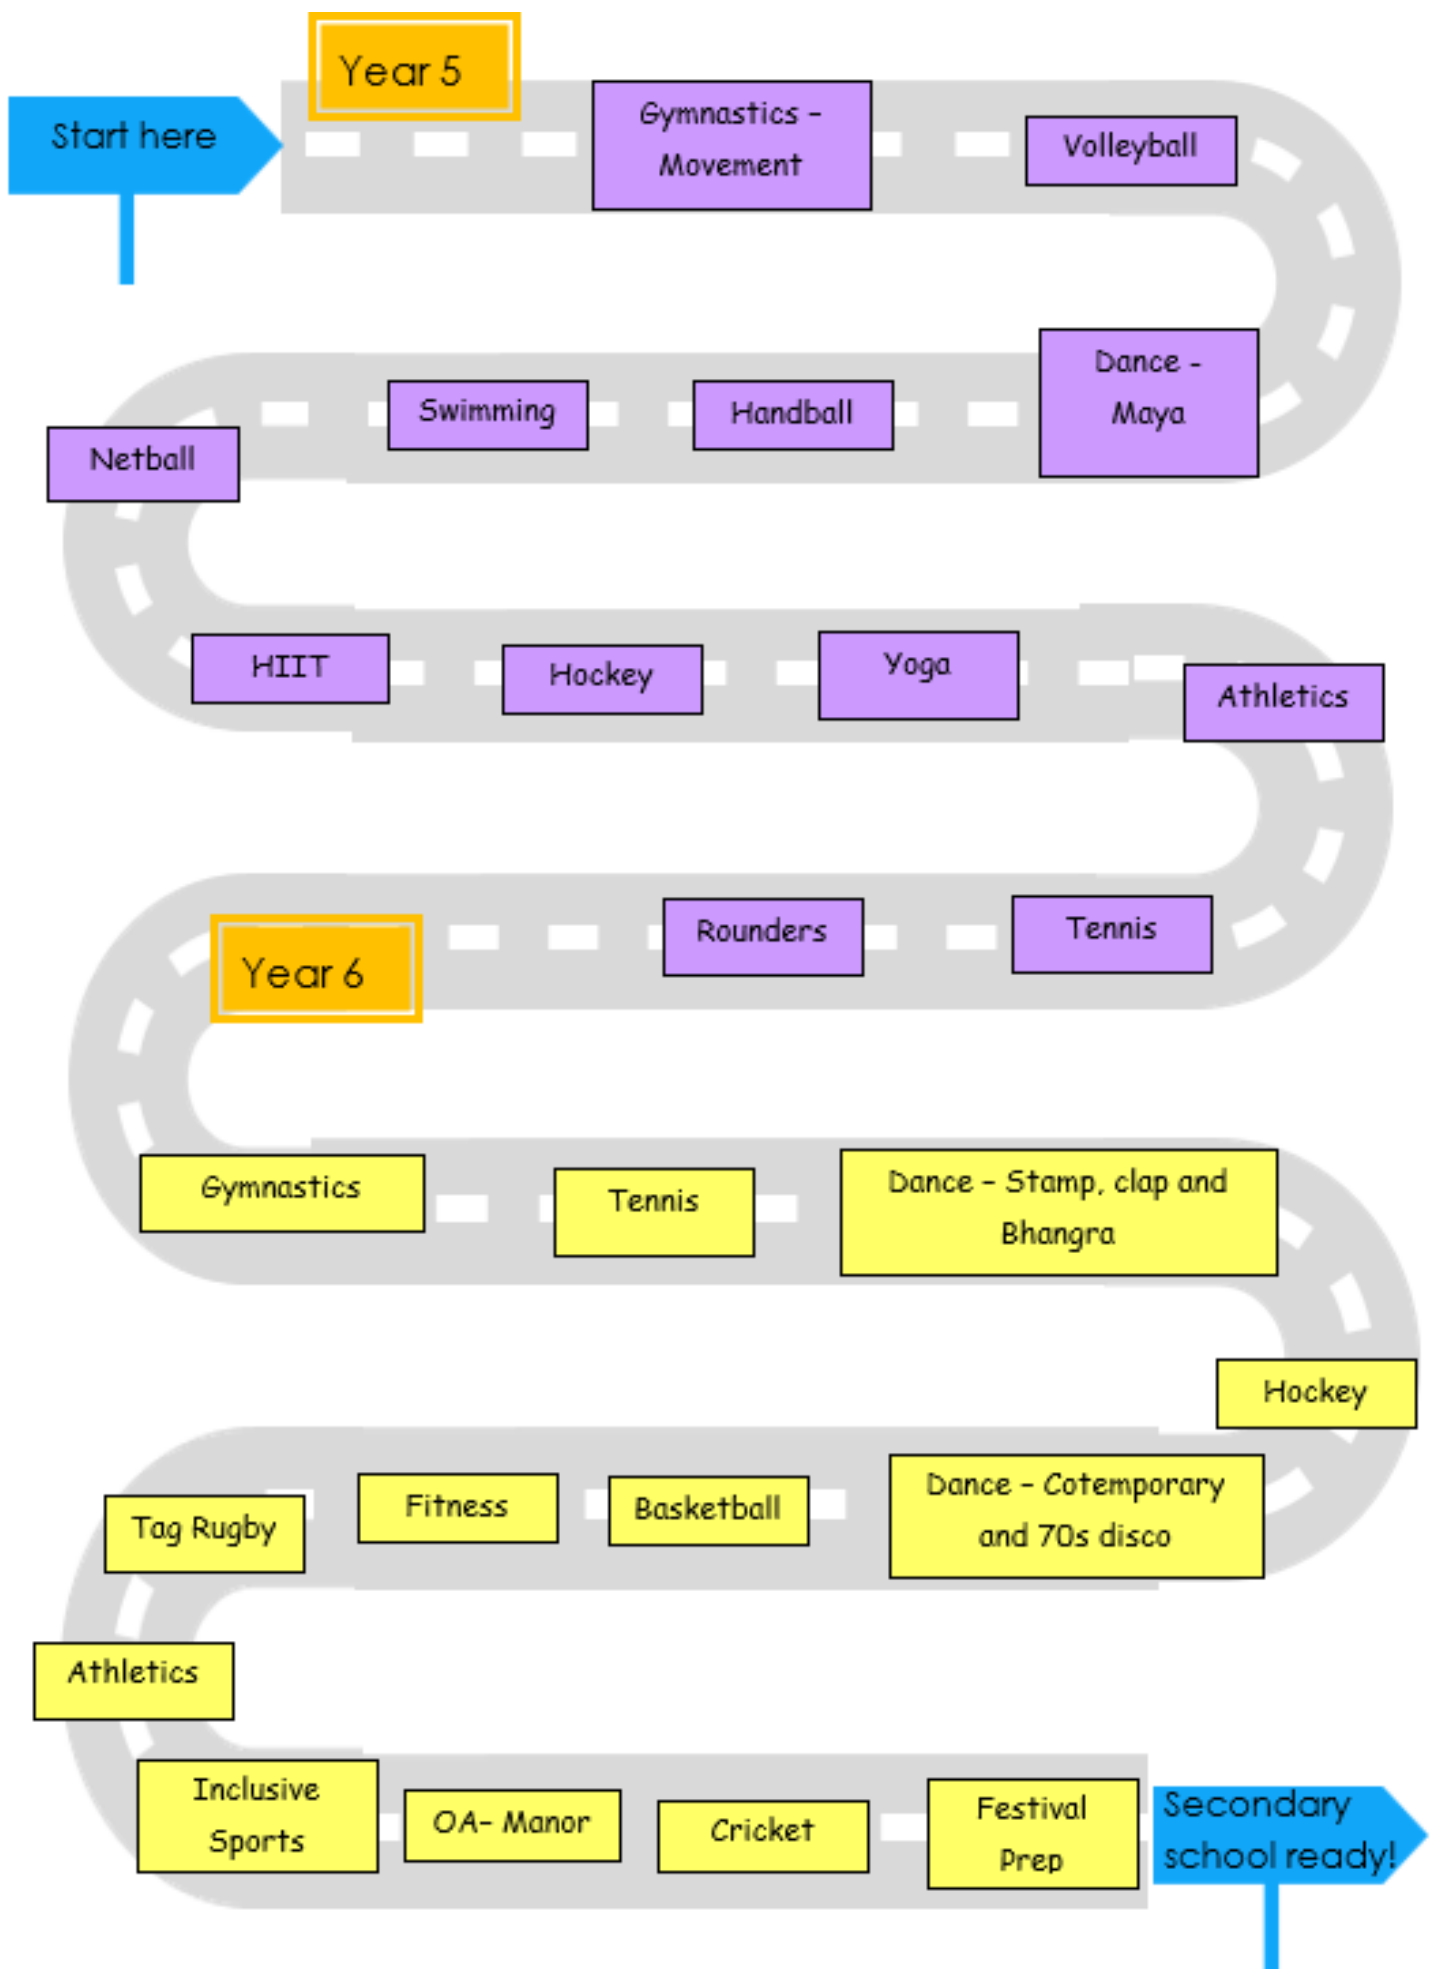 Start here
Year 5
Gymnastics –
Movement
Volleyball
Dance -
Maya
Handball
Swimming
Netball
HIIT
Hockey
Yoga
Athletics
Tennis
Rounders
Year 6
Gymnastics
Tennis
Dance – Stamp, clap and
Bhangra
Hockey
Dance – Cotemporary
and 70s disco
Basketball
Fitness
Tag Rugby
Athletics
Inclusive
Sports
OA– Manor
Cricket
Festival
Prep
Secondary
school ready!